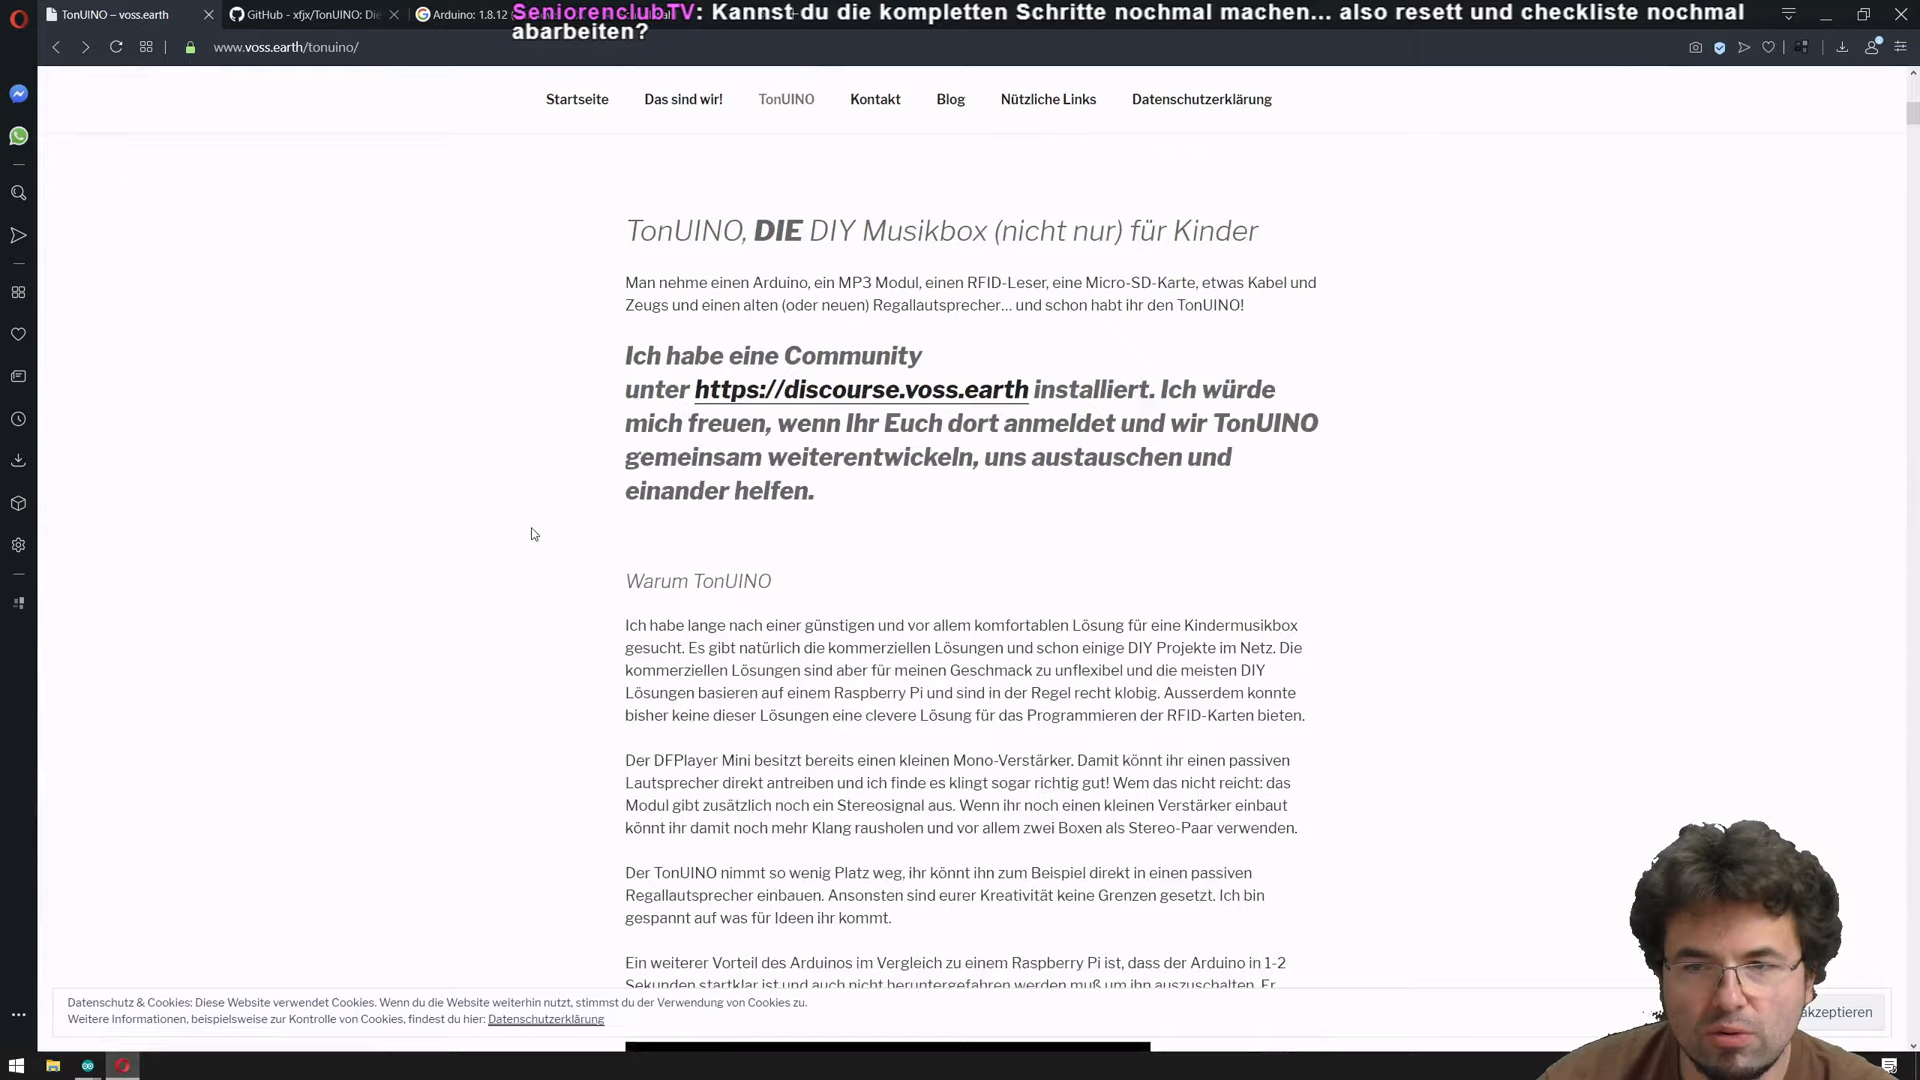 TonUINO – voss.earth
GitHub - xfjx/TonUINO: Die
Arduino: 1.8.12
SeniorenclubTV: Kannst du die kompletten Schritte nochmal machen... also resett und checkliste nochmal
abarbeiten?
www.voss.earth/tonuino/
Startseite
Das sind wir!
TonUINO
Kontakt
Blog
Nützliche Links
Datenschutzerklärung
TonUINO, DIE DIY Musikbox (nicht nur) für Kinder
Man nehme einen Arduino, ein MP3 Modul, einen RFID-Leser, eine Micro-SD-Karte, etwas Kabel und
Zeugs und einen alten (oder neuen) Regallautsprecher… und schon habt ihr den TonUINO!
Ich habe eine Community
unter https://discourse.voss.earth installiert. Ich würde
mich freuen, wenn Ihr Euch dort anmeldet und wir TonUINO
gemeinsam weiterentwickeln, uns austauschen und
einander helfen.
Warum TonUINO
Ich habe lange nach einer günstigen und vor allem komfortablen Lösung für eine Kindermusikbox
gesucht. Es gibt natürlich die kommerziellen Lösungen und schon einige DIY Projekte im Netz. Die
kommerziellen Lösungen sind aber für meinen Geschmack zu unflexibel und die meisten DIY
Lösungen basieren auf einem Raspberry Pi und sind in der Regel recht klobig. Ausserdem konnte
bisher keine dieser Lösungen eine clevere Lösung für das Programmieren der RFID-Karten bieten.
Der DFPlayer Mini besitzt bereits einen kleinen Mono-Verstärker. Damit könnt ihr einen passiven
Lautsprecher direkt antreiben und ich finde es klingt sogar richtig gut! Wem das nicht reicht: das
Modul gibt zusätzlich noch ein Stereosignal aus. Wenn ihr noch einen kleinen Verstärker einbaut
könnt ihr damit noch mehr Klang rausholen und vor allem zwei Boxen als Stereo-Paar verwenden.
Der TonUINO nimmt so wenig Platz weg, ihr könnt ihn zum Beispiel direkt in einen passiven
Regallautsprecher einbauen. Ansonsten sind eurer Kreativität keine Grenzen gesetzt. Ich bin
gespannt auf was für Ideen ihr kommt.
Ein weiterer Vorteil des Arduinos im Vergleich zu einem Raspberry Pi ist, dass der Arduino in 1-2
Sekunden startklar ist und auch nicht heruntergefahren werden muß um ihn auszuschalten. Er
Datenschutz & Cookies: Diese Website verwendet Cookies. Wenn du die Website weiterhin nutzt, stimmst du der Verwendung von Cookies zu.
Weitere Informationen, beispielsweise zur Kontrolle von Cookies, findest du hier: Datenschutzerklärung
akzeptieren